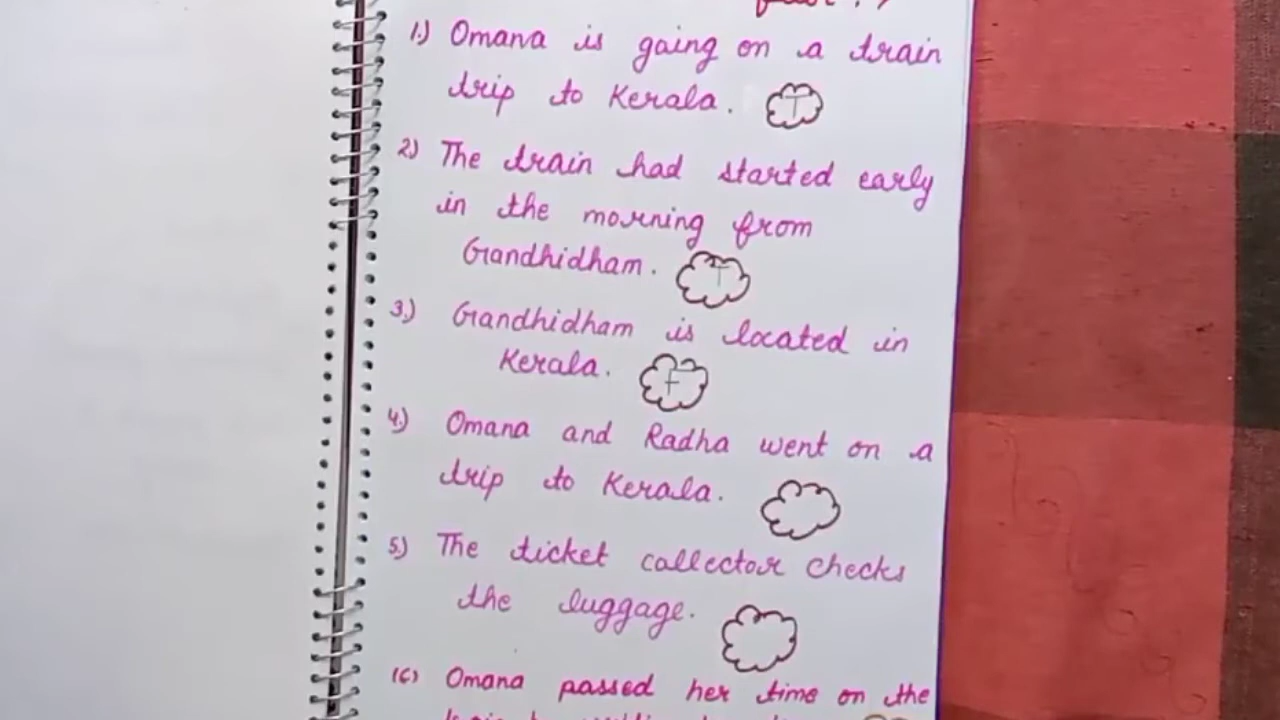 1.) Omana is going on a train
trip to Kerala. T
2.) The train had started early
in the morning from
Gandhidham. T
3.) Gandhidham is located in
Kerala. F
4.) Omana and Radha went on a
trip to Kerala.
5.) The ticket collector checks
the luggage.
(6) Omana passed her time on the